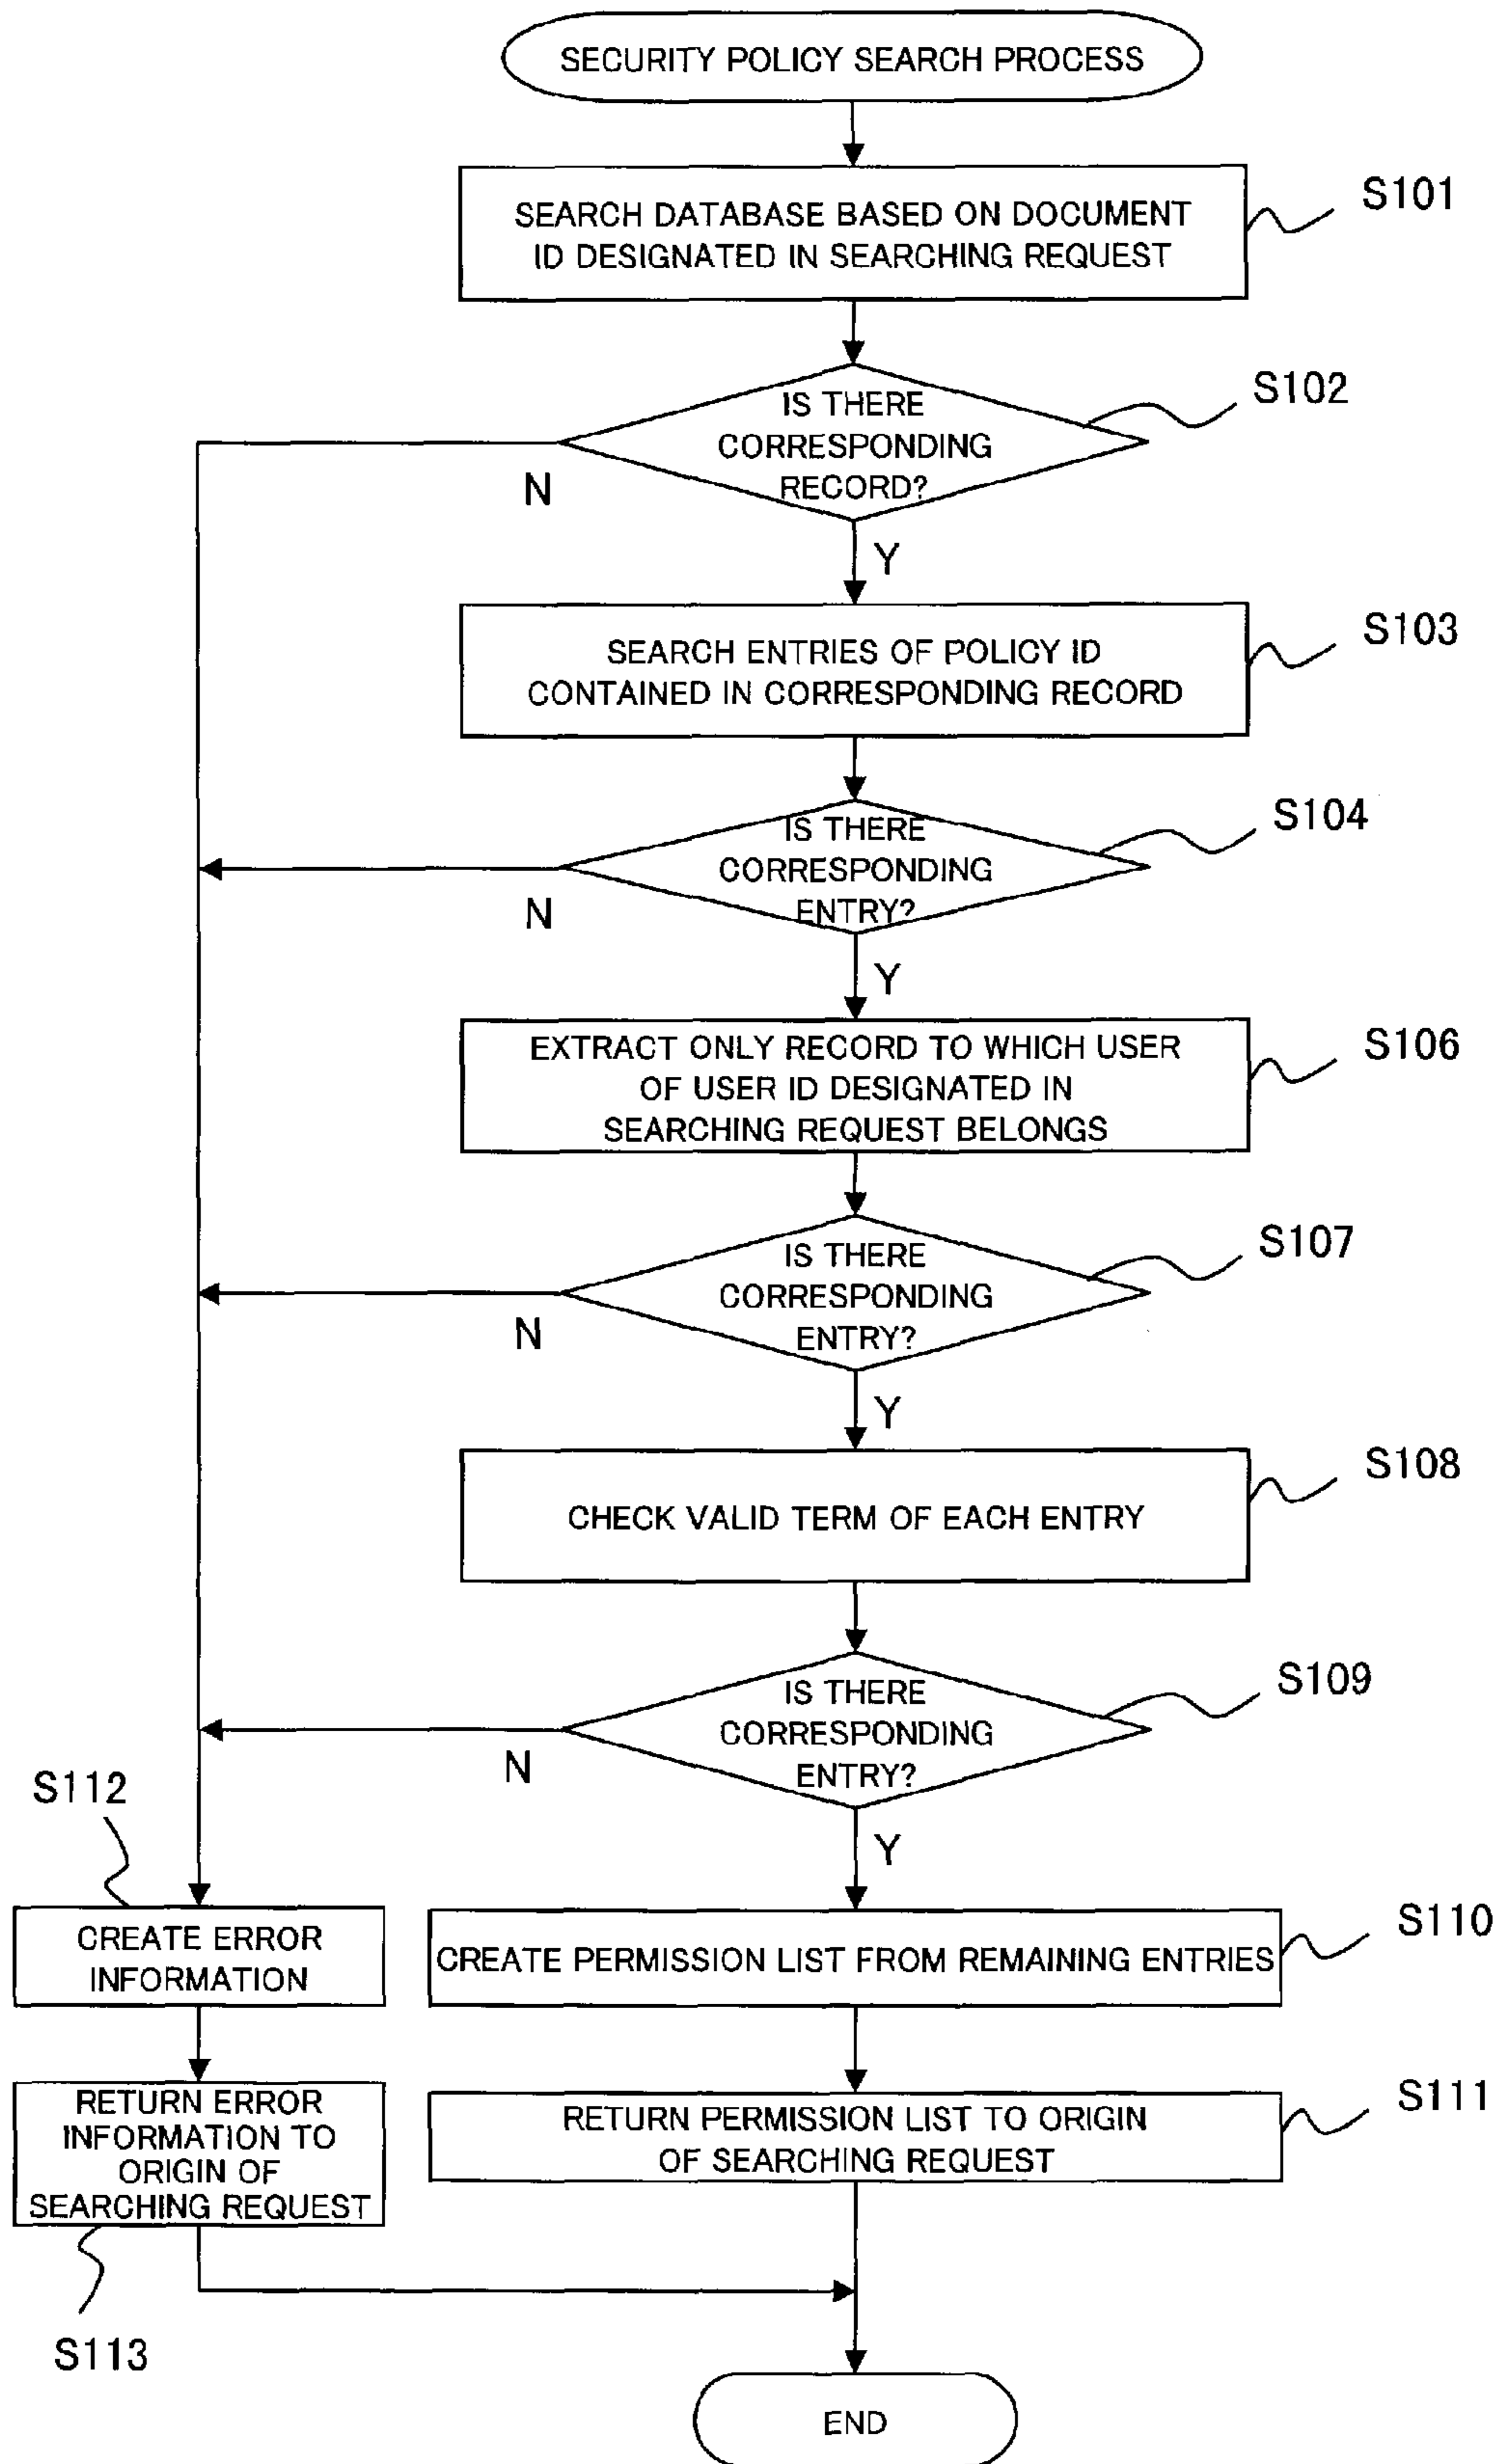 SECURITY POLICY SEARCH PROCESS
SEARCH DATABASE BASED ON DOCUMENT
ID DESIGNATED IN SEARCHING REQUEST
S101
IS THERE
CORRESPONDING
RECORD?
S102
N
Y
SEARCH ENTRIES OF POLICY ID
CONTAINED IN CORRESPONDING RECORD
S103
IS THERE
CORRESPONDING
ENTRY?
S104
N
Y
EXTRACT ONLY RECORD TO WHICH USER
OF USER ID DESIGNATED IN
SEARCHING REQUEST BELONGS
S106
IS THERE
CORRESPONDING
ENTRY?
S107
N
Y
CHECK VALID TERM OF EACH ENTRY
S108
IS THERE
CORRESPONDING
ENTRY?
S109
N
Y
S112
CREATE ERROR
INFORMATION
CREATE PERMISSION LIST FROM REMAINING ENTRIES
S110
RETURN ERROR
INFORMATION TO
ORIGIN OF
SEARCHING REQUEST
S113
RETURN PERMISSION LIST TO ORIGIN
OF SEARCHING REQUEST
S111
END